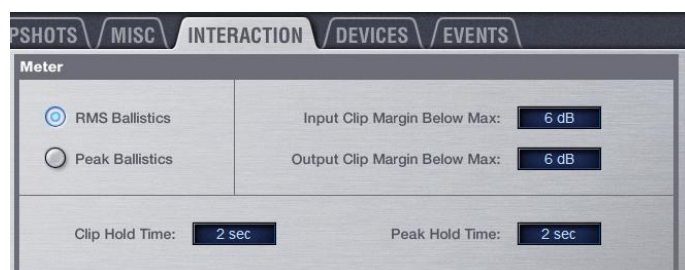 PSHOTS MISC INTERACTION DEVICES EVENTS
Meter
RMS Ballistics Input Clip Margin Below Max: 6 dB
Peak Ballistics Output Clip Margin Below Max: 6 dB
Clip Hold Time: 2 sec Peak Hold Time: 2 sec